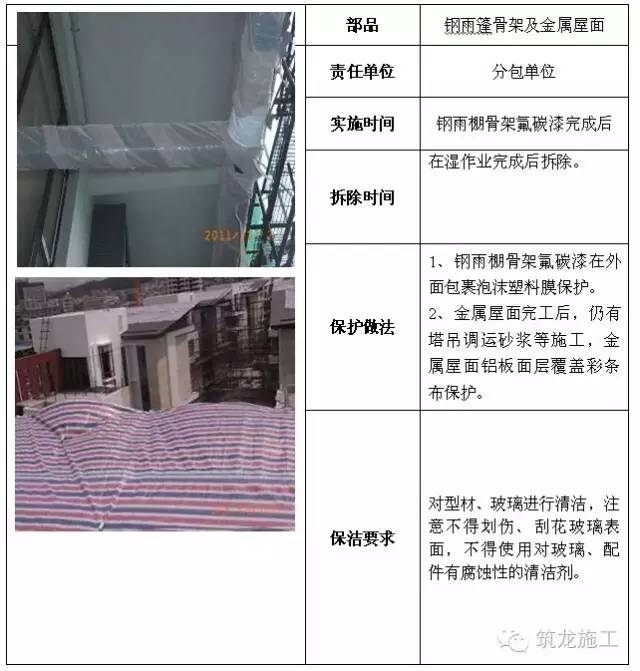 部品
钢雨篷骨架及金属屋面
责任单位
分包单位
实施时间
钢雨棚骨架氟碳漆完成后
拆除时间
在湿作业完成后拆除。
保护做法
1、钢雨棚骨架氟碳漆在外
面包裹泡沫塑料膜保护。
2、金属屋面完工后，仍有
塔吊调运砂浆等施工，金
属屋面铝板面层覆盖彩条
布保护。
保洁要求
对型材、玻璃进行清洁，注
意不得划伤、刮花玻璃表
面，不得使用对玻璃、配
件有腐蚀性的清洁剂。
筑龙施工